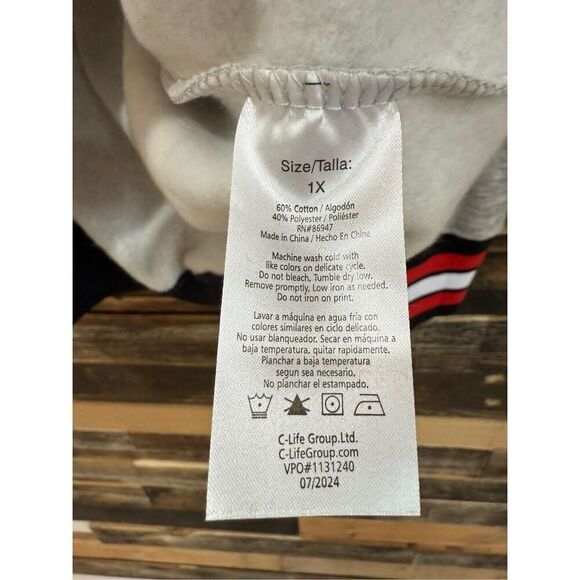 Size/Talla:
1X
60% Cotton / Algodón
40% Polyester / Poliéster
RN#86947
Made in China / Hecho En China
Machine wash cold with
like colors on delicate cycle.
Do not bleach. Tumble dry low.
Remove promptly. Low iron as needed.
Do not iron on print.
Lavar a máquina en agua fría con
colores similares en ciclo delicado.
No usar blanqueador. Secar en máquina a
baja temperatura, quitar rapidamente.
Planchar a baja temperatura
segun sea necesario.
No planchar el estampado.
C-Life Group.Ltd.
C-LifeGroup.com
VPO#1131240
07/2024